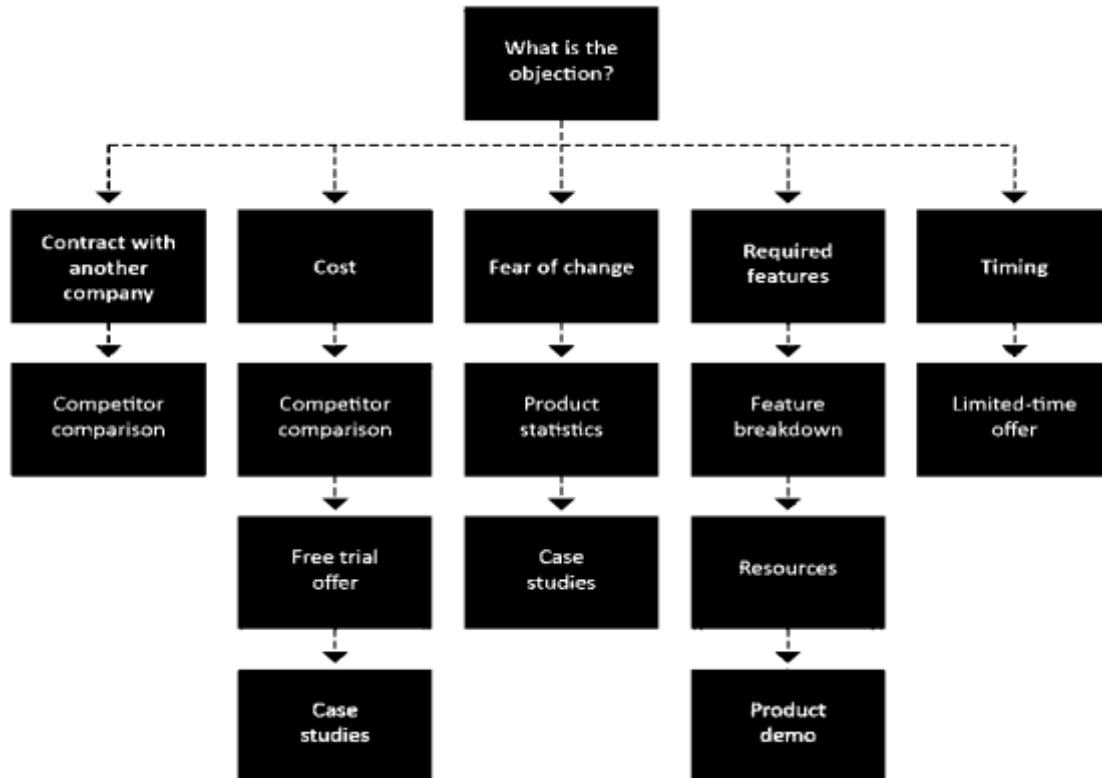 What is the
objection?
Contract with
another
company
Cost
Fear of change
Required
features
Timing
Competitor
comparison
Competitor
comparison
Product
statistics
Feature
breakdown
Limited-time
offer
Free trial
offer
Case
studies
Resources
Case
studies
Product
demo